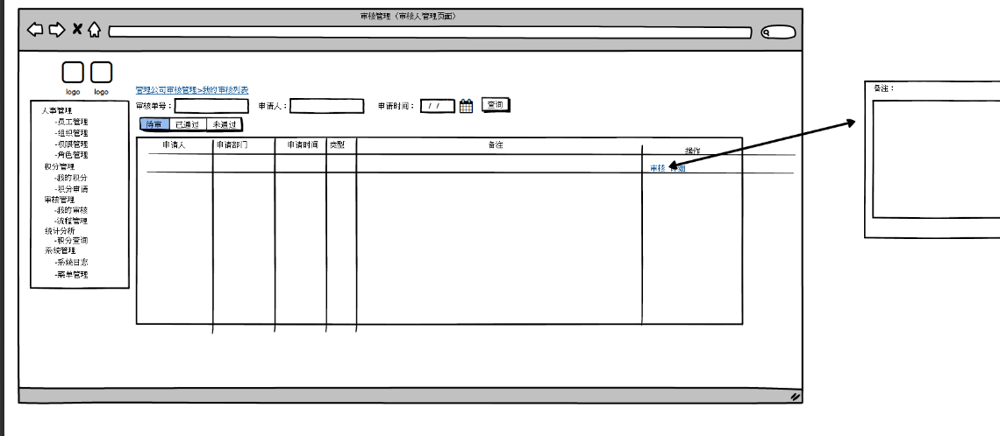 审核管理（审核人管理页面）
logo logo
管理公司审核管理>我的审核列表
审核单号： 申请人： 申请时间： / / 查询
待审 已通过 未通过
人事管理
-员工管理
-组织管理
-权限管理
-角色管理
积分管理
-我的积分
-积分申请
审核管理
-我的审核
-流程管理
统计分析
-积分查询
系统管理
-系统日志
-菜单管理
申请人 申请部门 申请时间 类型 备注 操作
审核 详细
备注：